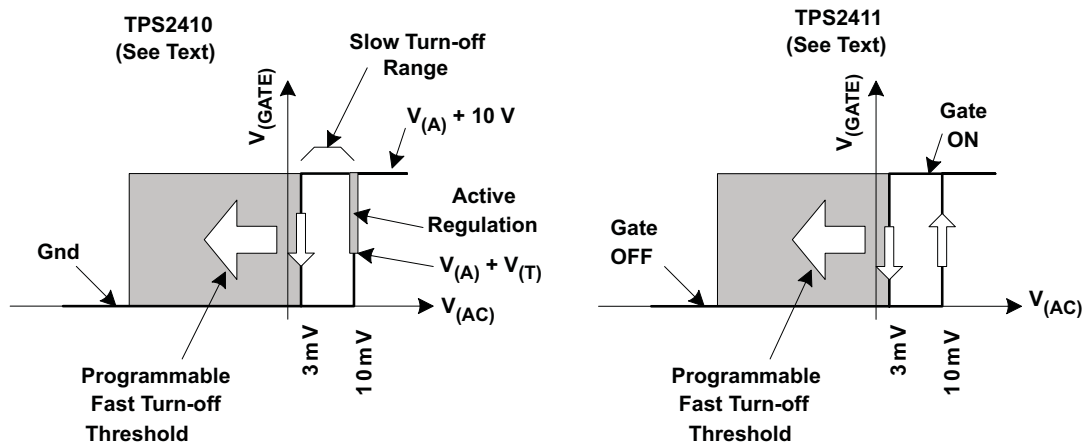 TPS2410
(See Text)
Slow Turn-off
Range
V(GATE)
V(A) + 10 V
Active
Regulation
Gnd
V(A) + V(T)
V(AC)
3 mV
10 mV
Programmable
Fast Turn-off
Threshold
TPS2411
(See Text)
V(GATE)
Gate
ON
Gate
OFF
V(AC)
3 mV
10 mV
Programmable
Fast Turn-off
Threshold